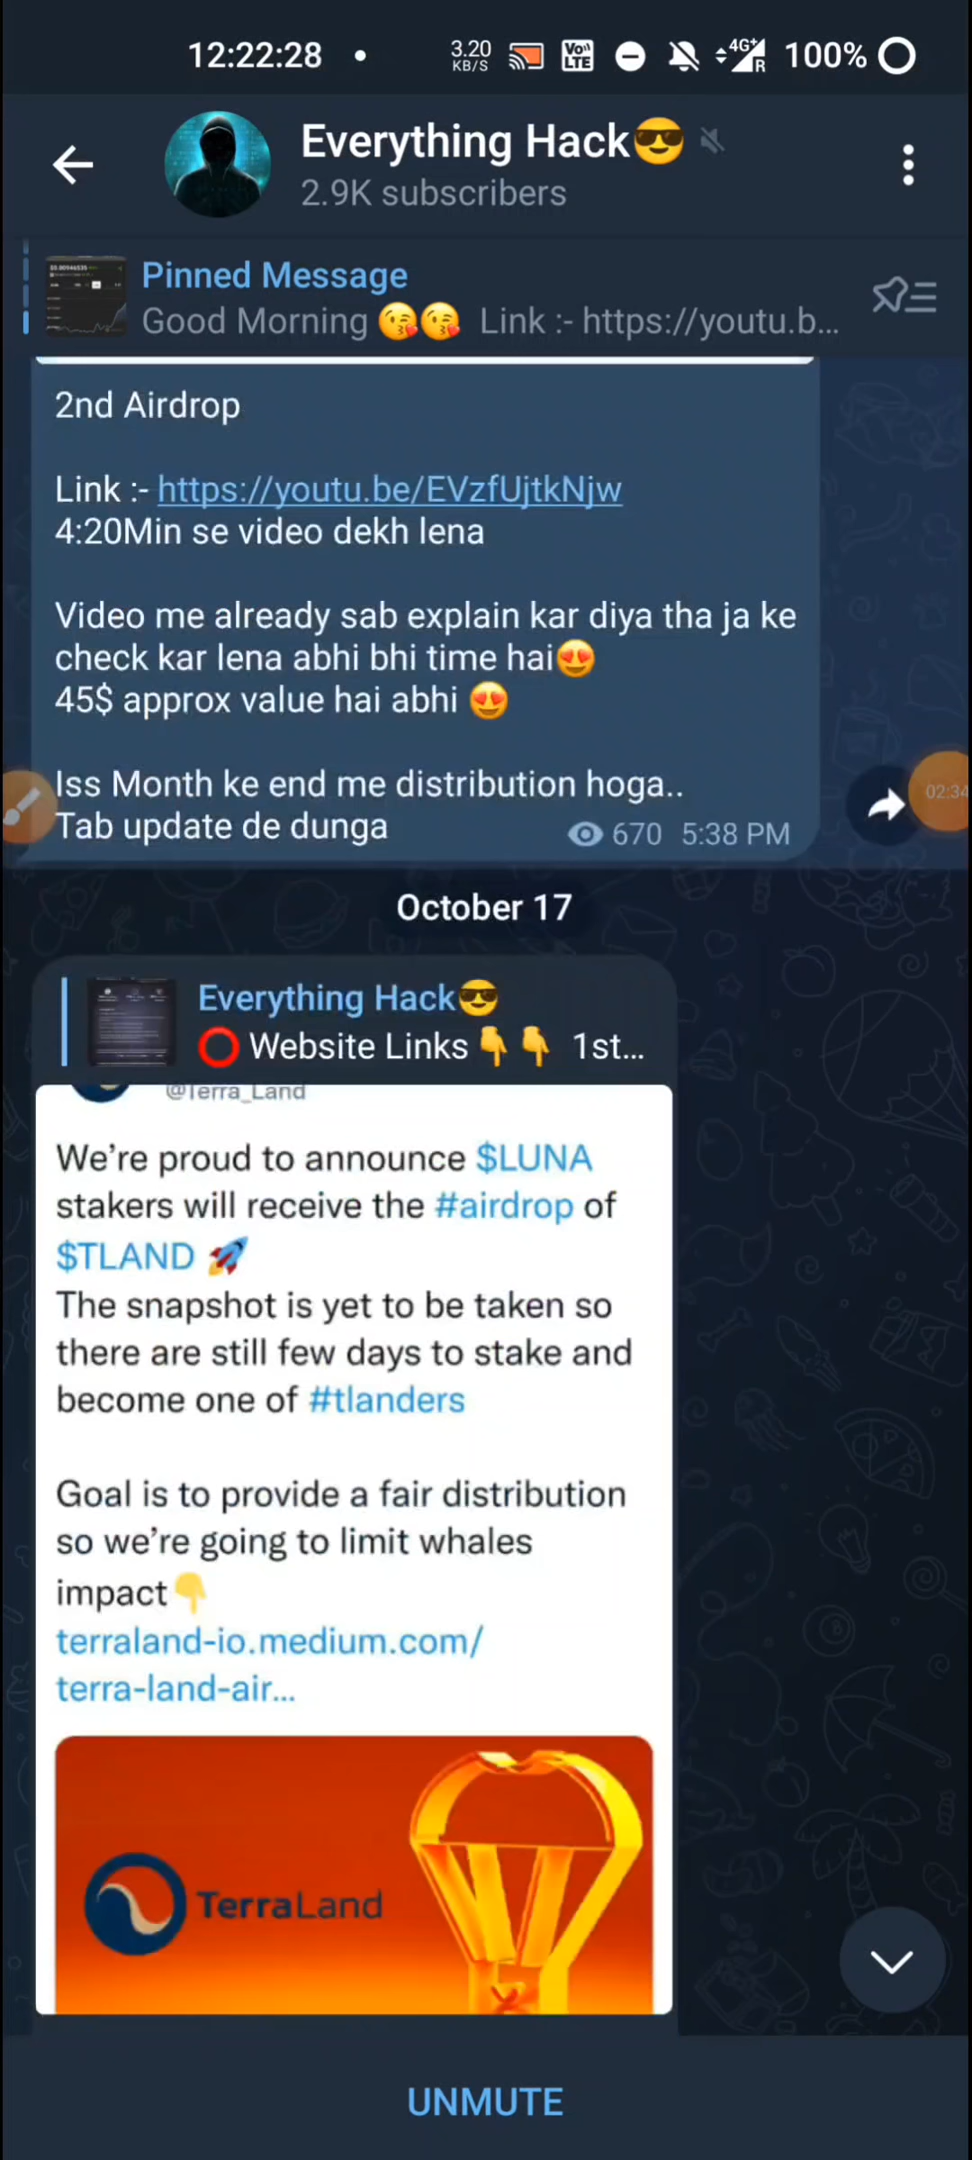 12:22:28
3.20
KB/S
Vo))
LTE
4G+
R
100%
Everything Hack😎
2.9K subscribers
Pinned Message
Good Morning 😘😘 Link :- https://youtu.b...
2nd Airdrop
Link :- https://youtu.be/EVzfUjtkNjw
4:20Min se video dekh lena
Video me already sab explain kar diya tha ja ke
check kar lena abhi bhi time hai😍
45$ approx value hai abhi 😍
Iss Month ke end me distribution hoga..
Tab update de dunga
670 5:38 PM
02:34
October 17
Everything Hack😎
⭕ Website Links👇👇 1st...
@Terra_Land
We’re proud to announce $LUNA
stakers will receive the #airdrop of
$TLAND 🚀
The snapshot is yet to be taken so
there are still few days to stake and
become one of #tlanders
Goal is to provide a fair distribution
so we’re going to limit whales
impact👇
terraland-io.medium.com/
terra-land-air...
TerraLand
UNMUTE